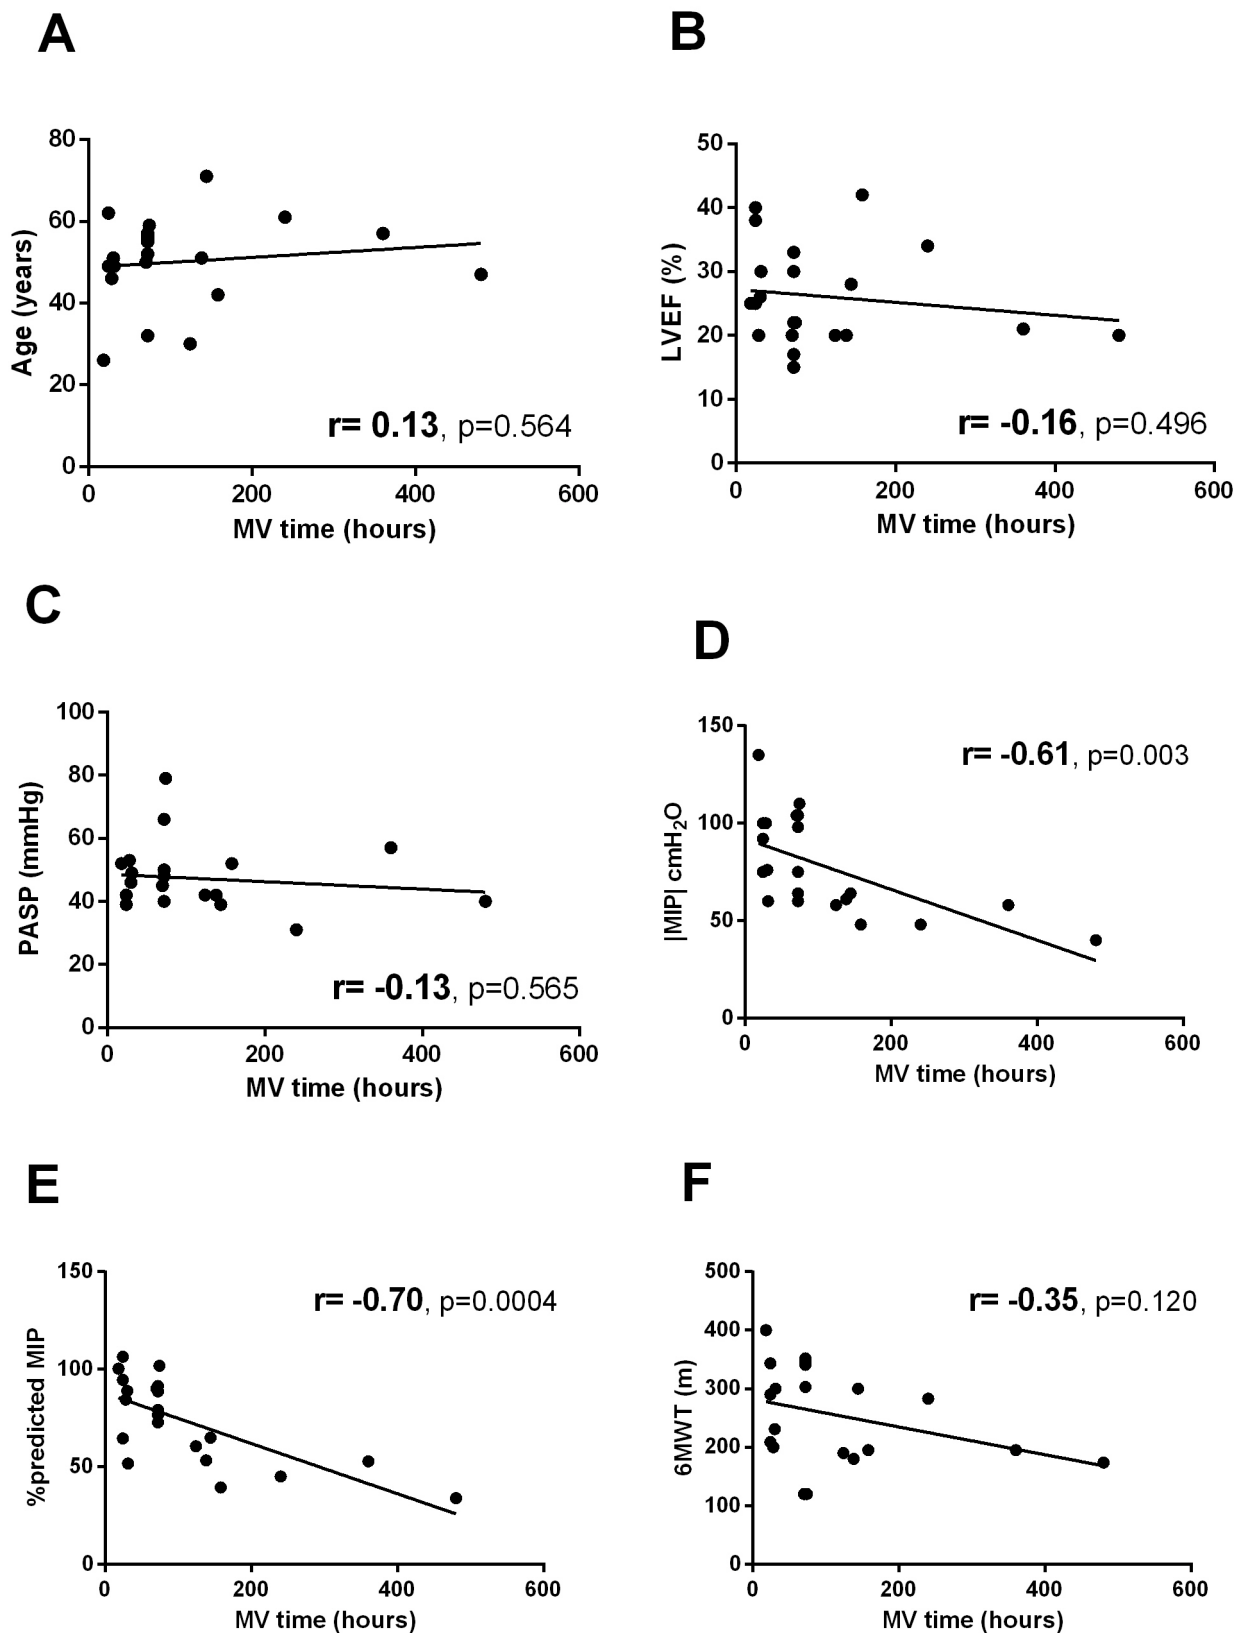 A
80
60
40
20
0
Age (years)
r= 0.13, p=0.564
0 200 400 600
MV time (hours)
B
50
40
30
20
10
0
LVEF (%)
r= -0.16, p=0.496
0 200 400 600
MV time (hours)
C
100
80
60
40
20
0
PASP (mmHg)
r= -0.13, p=0.565
0 200 400 600
MV time (hours)
D
150
100
50
0
|MIP| cmH₂O
r= -0.61, p=0.003
0 200 400 600
MV time (hours)
E
150
100
50
0
%predicted MIP
r= -0.70, p=0.0004
0 200 400 600
MV time (hours)
F
500
400
300
200
100
0
6MWT (m)
r= -0.35, p=0.120
0 200 400 600
MV time (hours)